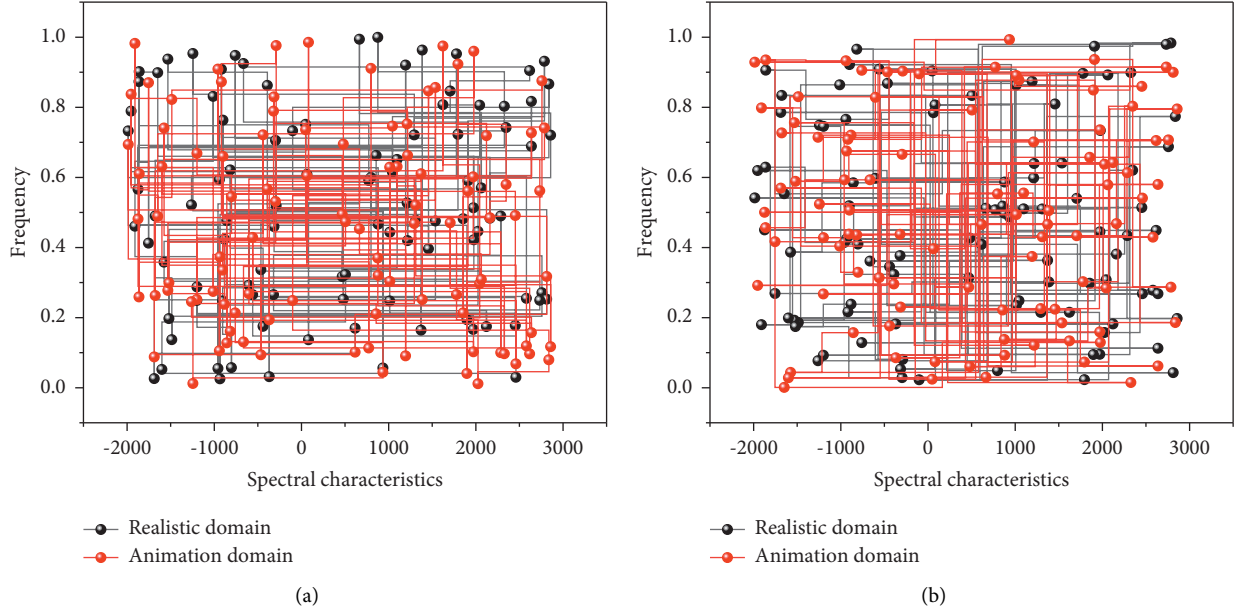 1.0
0.8
0.6
0.4
0.2
0.0
Frequency
-2000 -1000 0 1000 2000 3000
Spectral characteristics
Realistic domain
Animation domain
(a)
1.0
0.8
0.6
0.4
0.2
0.0
Frequency
-2000 -1000 0 1000 2000 3000
Spectral characteristics
Realistic domain
Animation domain
(b)